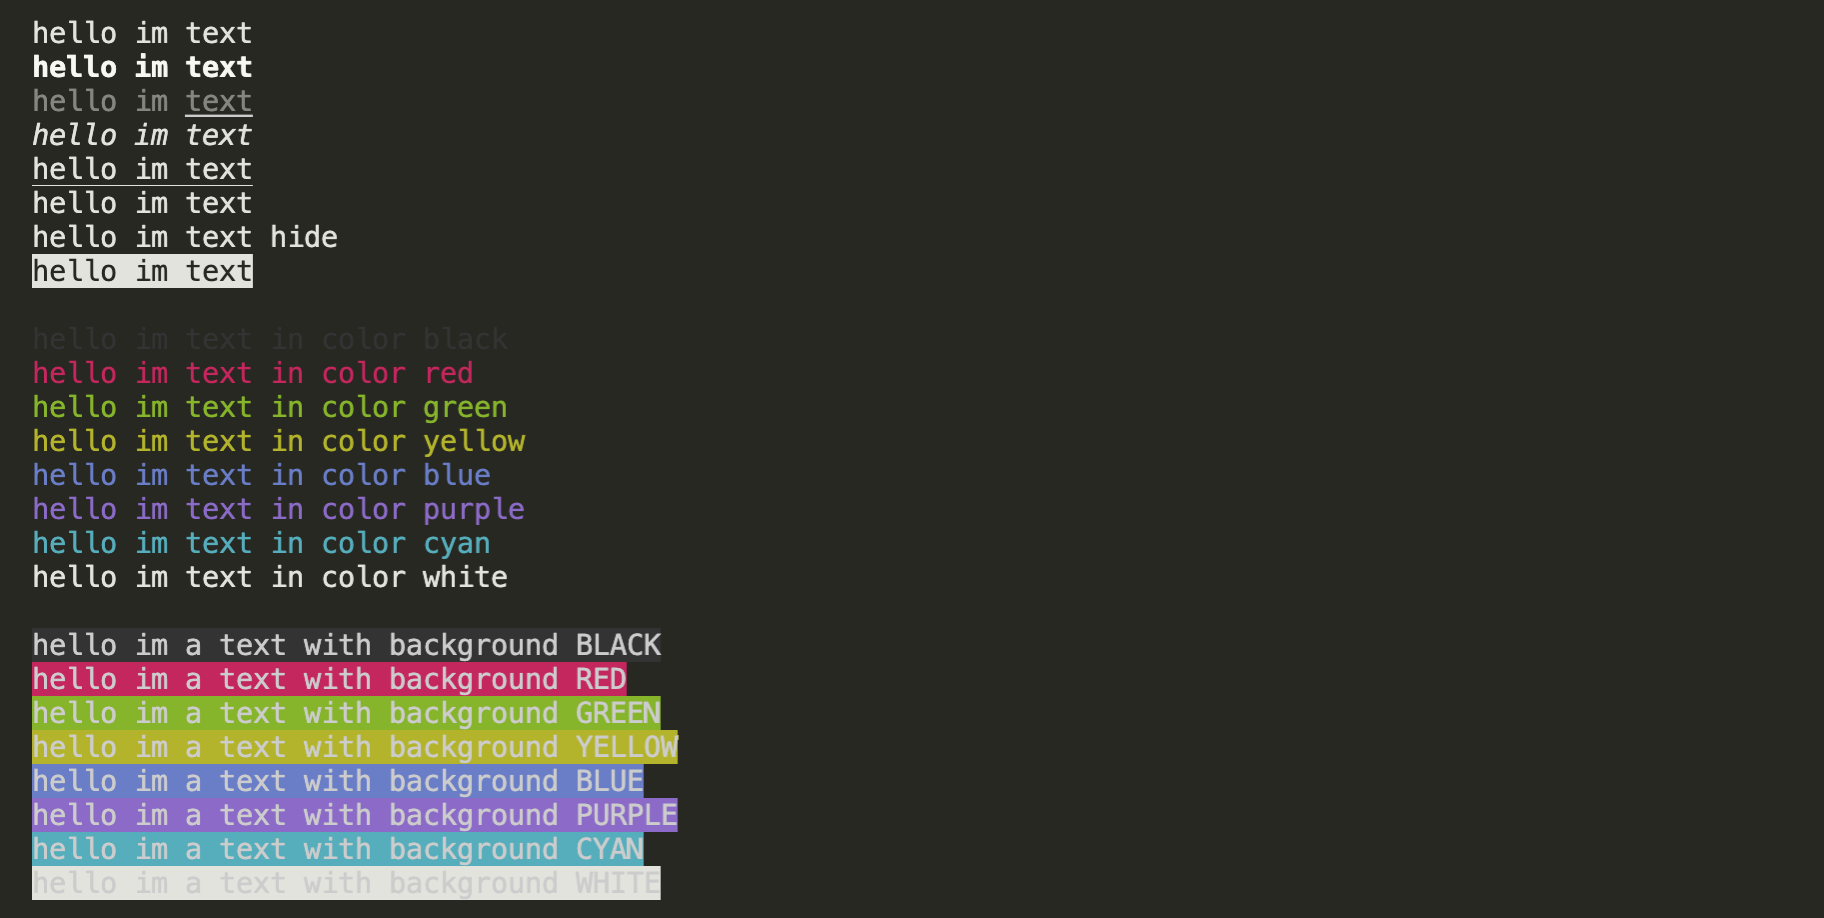 hello im text
hello im text
hello im text
hello im text
hello im text
hello im text
hello im text hide
hello im text
hello im text in color black
hello im text in color red
hello im text in color green
hello im text in color yellow
hello im text in color blue
hello im text in color purple
hello im text in color cyan
hello im text in color white
hello im a text with background BLACK
hello im a text with background RED
hello im a text with background GREEN
hello im a text with background YELLOW
hello im a text with background BLUE
hello im a text with background PURPLE
hello im a text with background CYAN
hello im a text with background WHITE